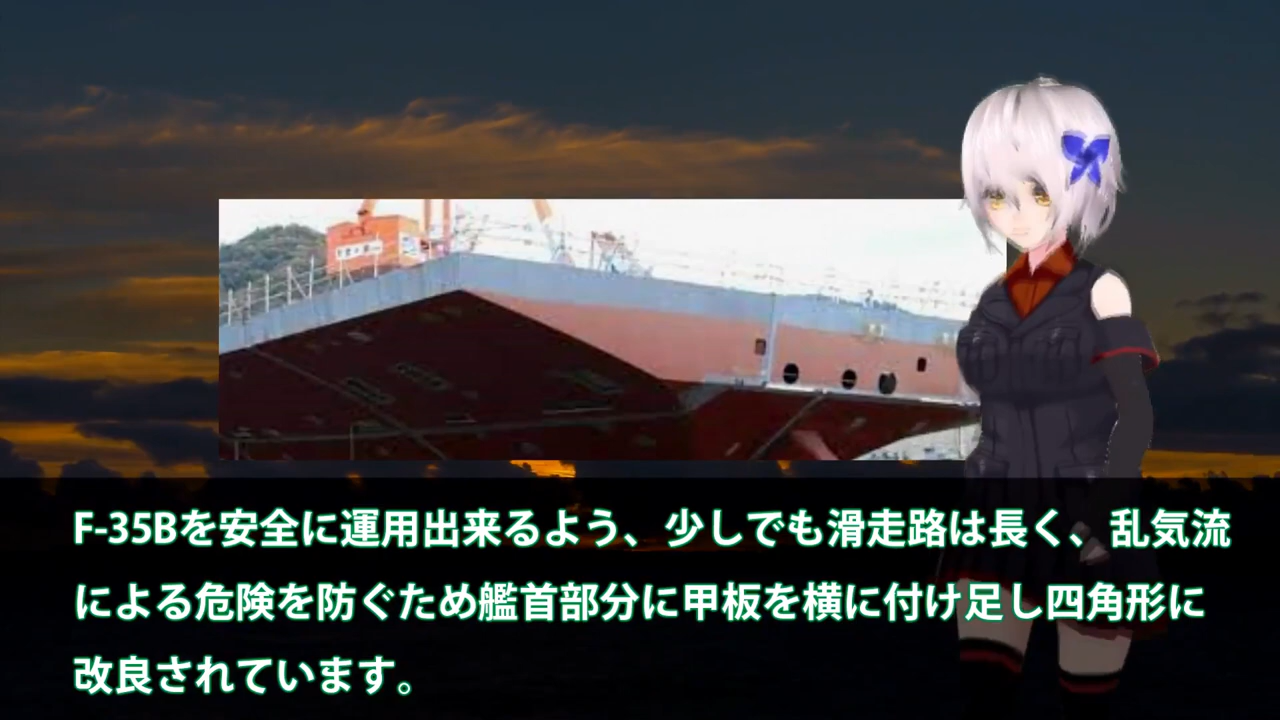 F-35Bを安全に運用出来るよう、少しでも滑走路は長く、乱気流
による危険を防ぐため艦首部分に甲板を横に付け足し四角形に
改良されています。